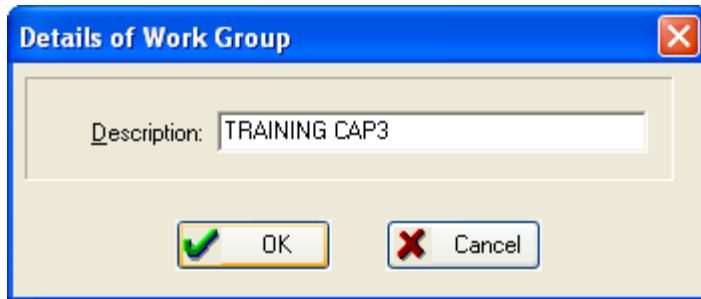 Details of Work Group
Description: TRAINING CAP3
OK Cancel